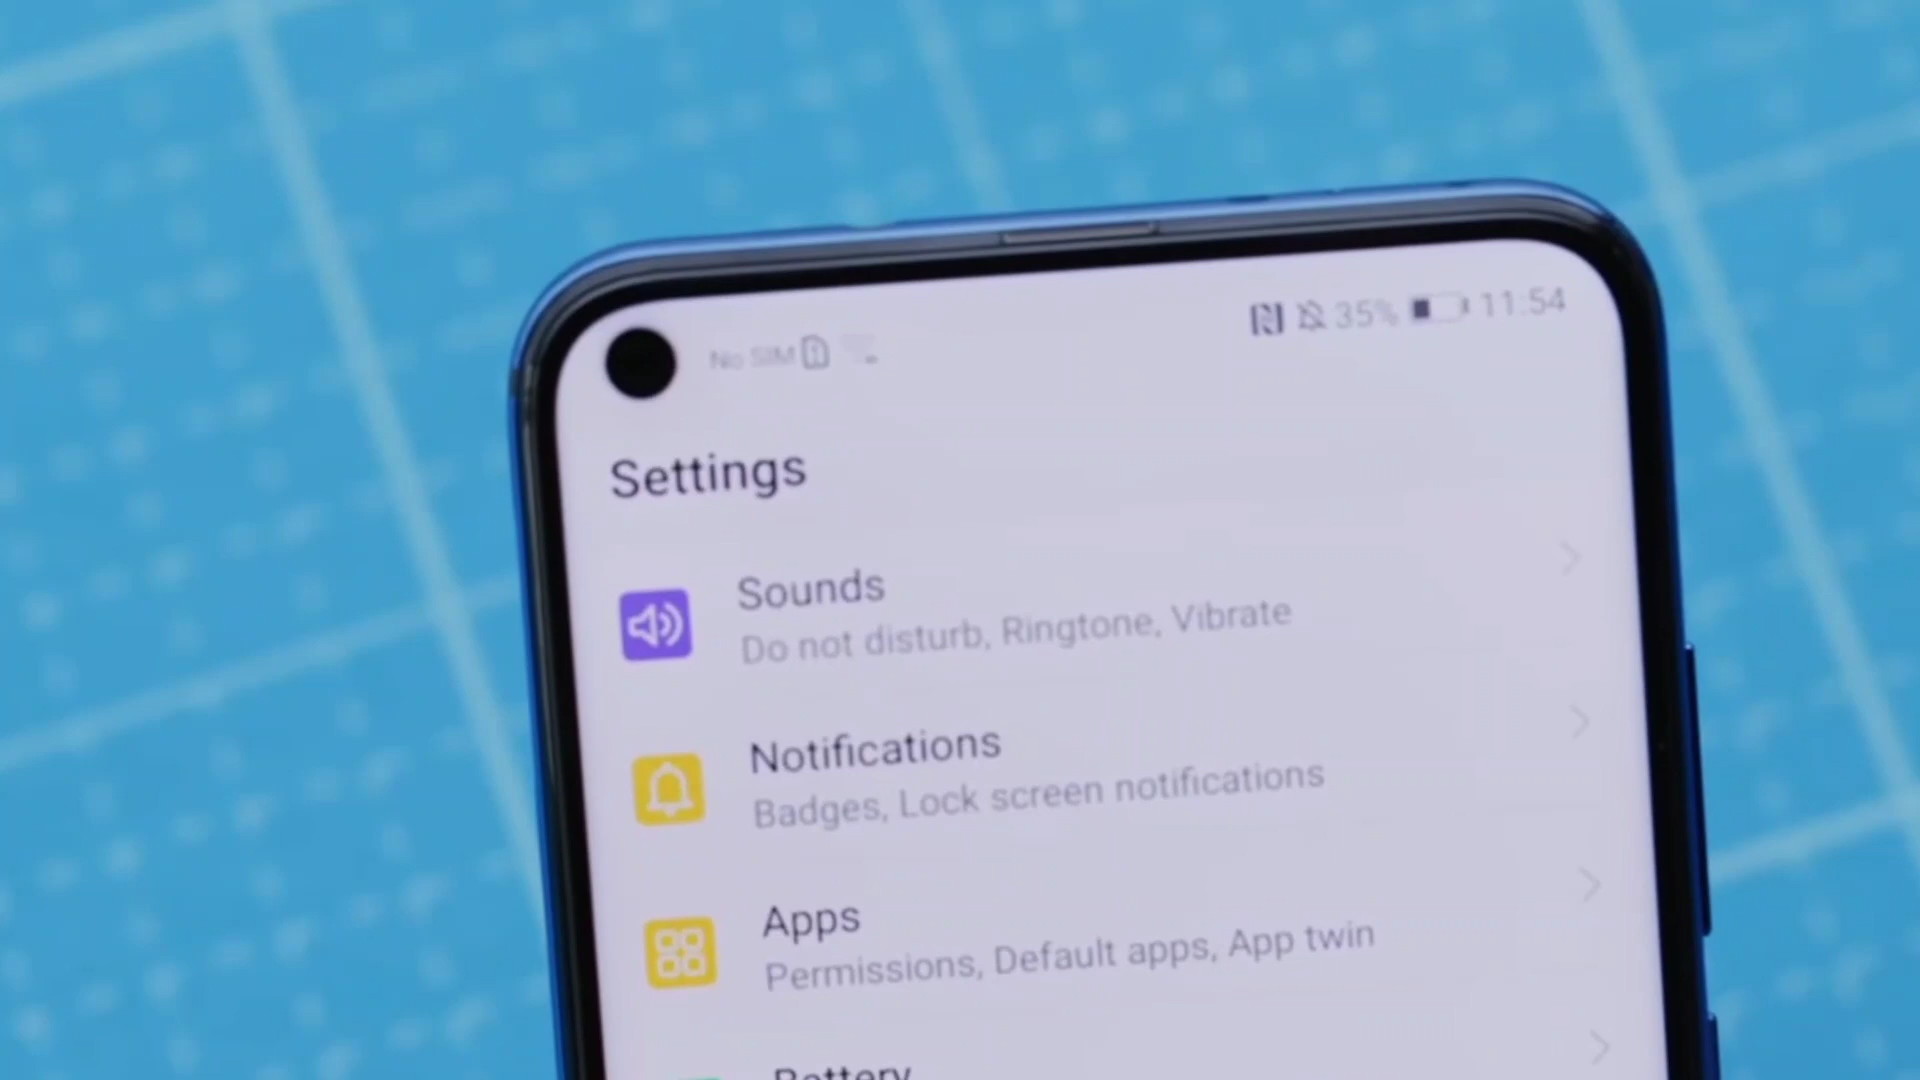 No SIM 35% 11:54
Settings
Sounds
Do not disturb, Ringtone, Vibrate
Notifications
Badges, Lock screen notifications
Apps
Permissions, Default apps, App twin
Battery